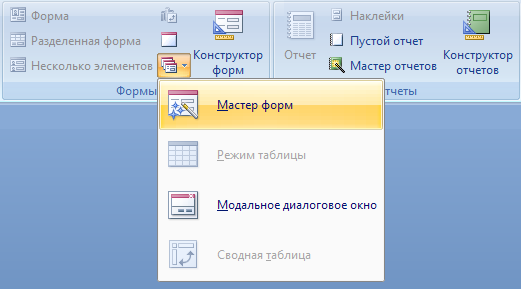 Форма
Разделенная форма
Несколько элементов
Конструктор
форм
Формы
Отчет
Наклейки
Пустой отчет
Мастер отчетов
Конструктор
отчетов
четы
Мастер форм
Режим таблицы
Модальное диалоговое окно
Сводная таблица